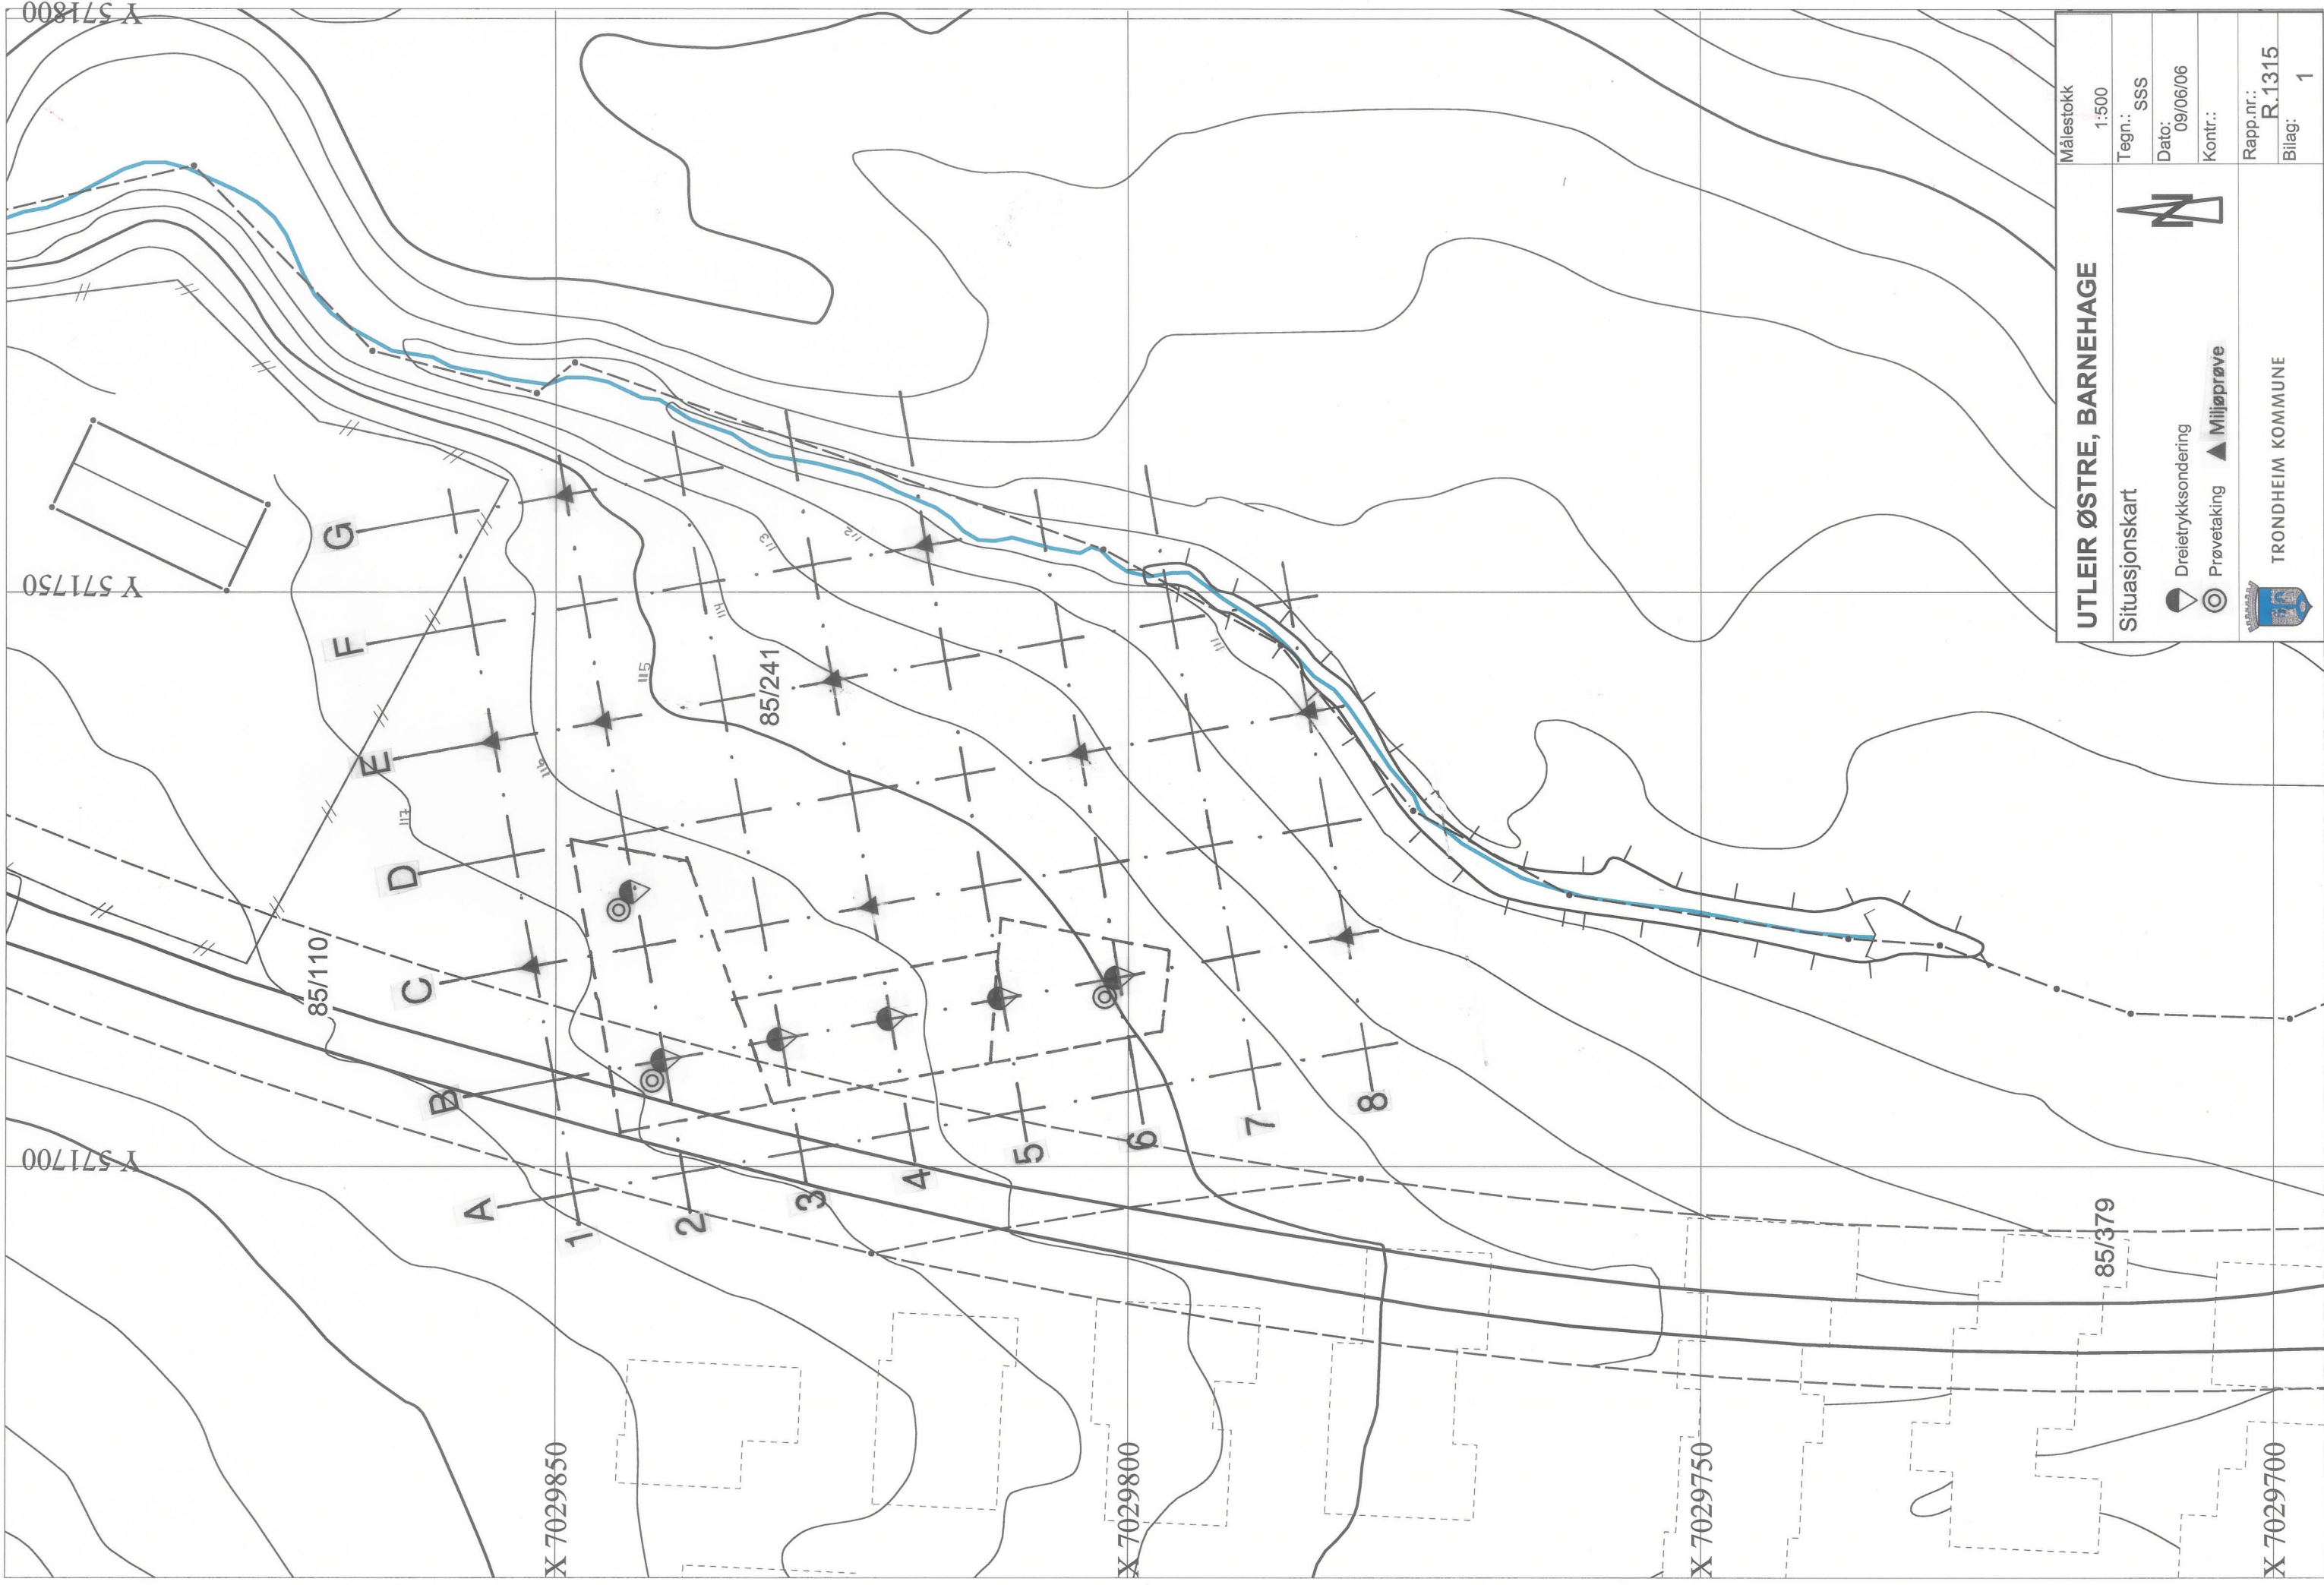 Y 571800
Y 571750
Y 571700
X 7029850
X 7029800
X 7029750
X 7029700
A
B
C
D
E
F
G
1
2
3
4
5
6
7
8
85/110
85/241
85/379
117
116
115
114
113
112
111
UTLEIR ØSTRE, BARNEHAGE
Situasjonskart
Dreietrykksondering
Prøvetaking
Miljøprøve
N
TRONDHEIM KOMMUNE
Målestokk
1:500
Tegn.: SSS
Dato:
09/06/06
Kontr.:
Rapp.nr.:
R.1315
Bilag:
1